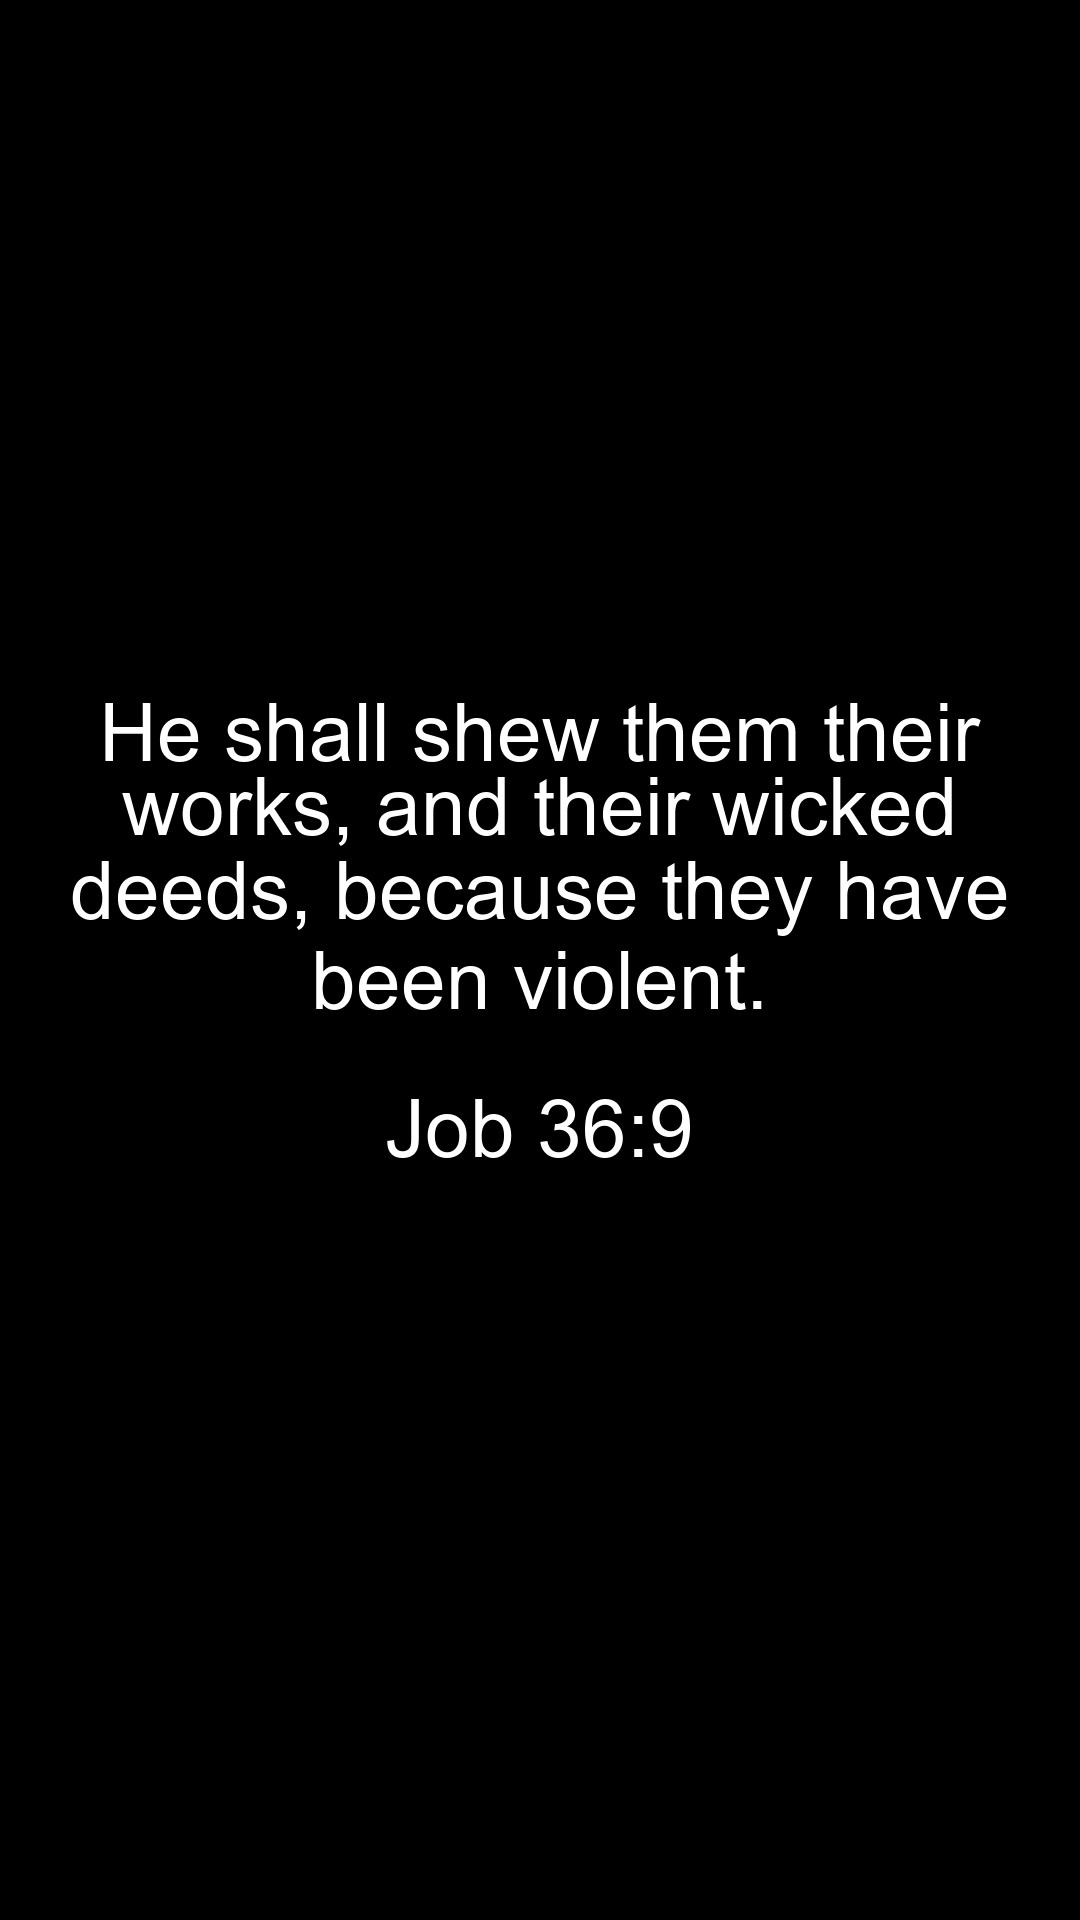 He shall shew them their
works, and their wicked
deeds, because they have
been violent.
Job 36:9